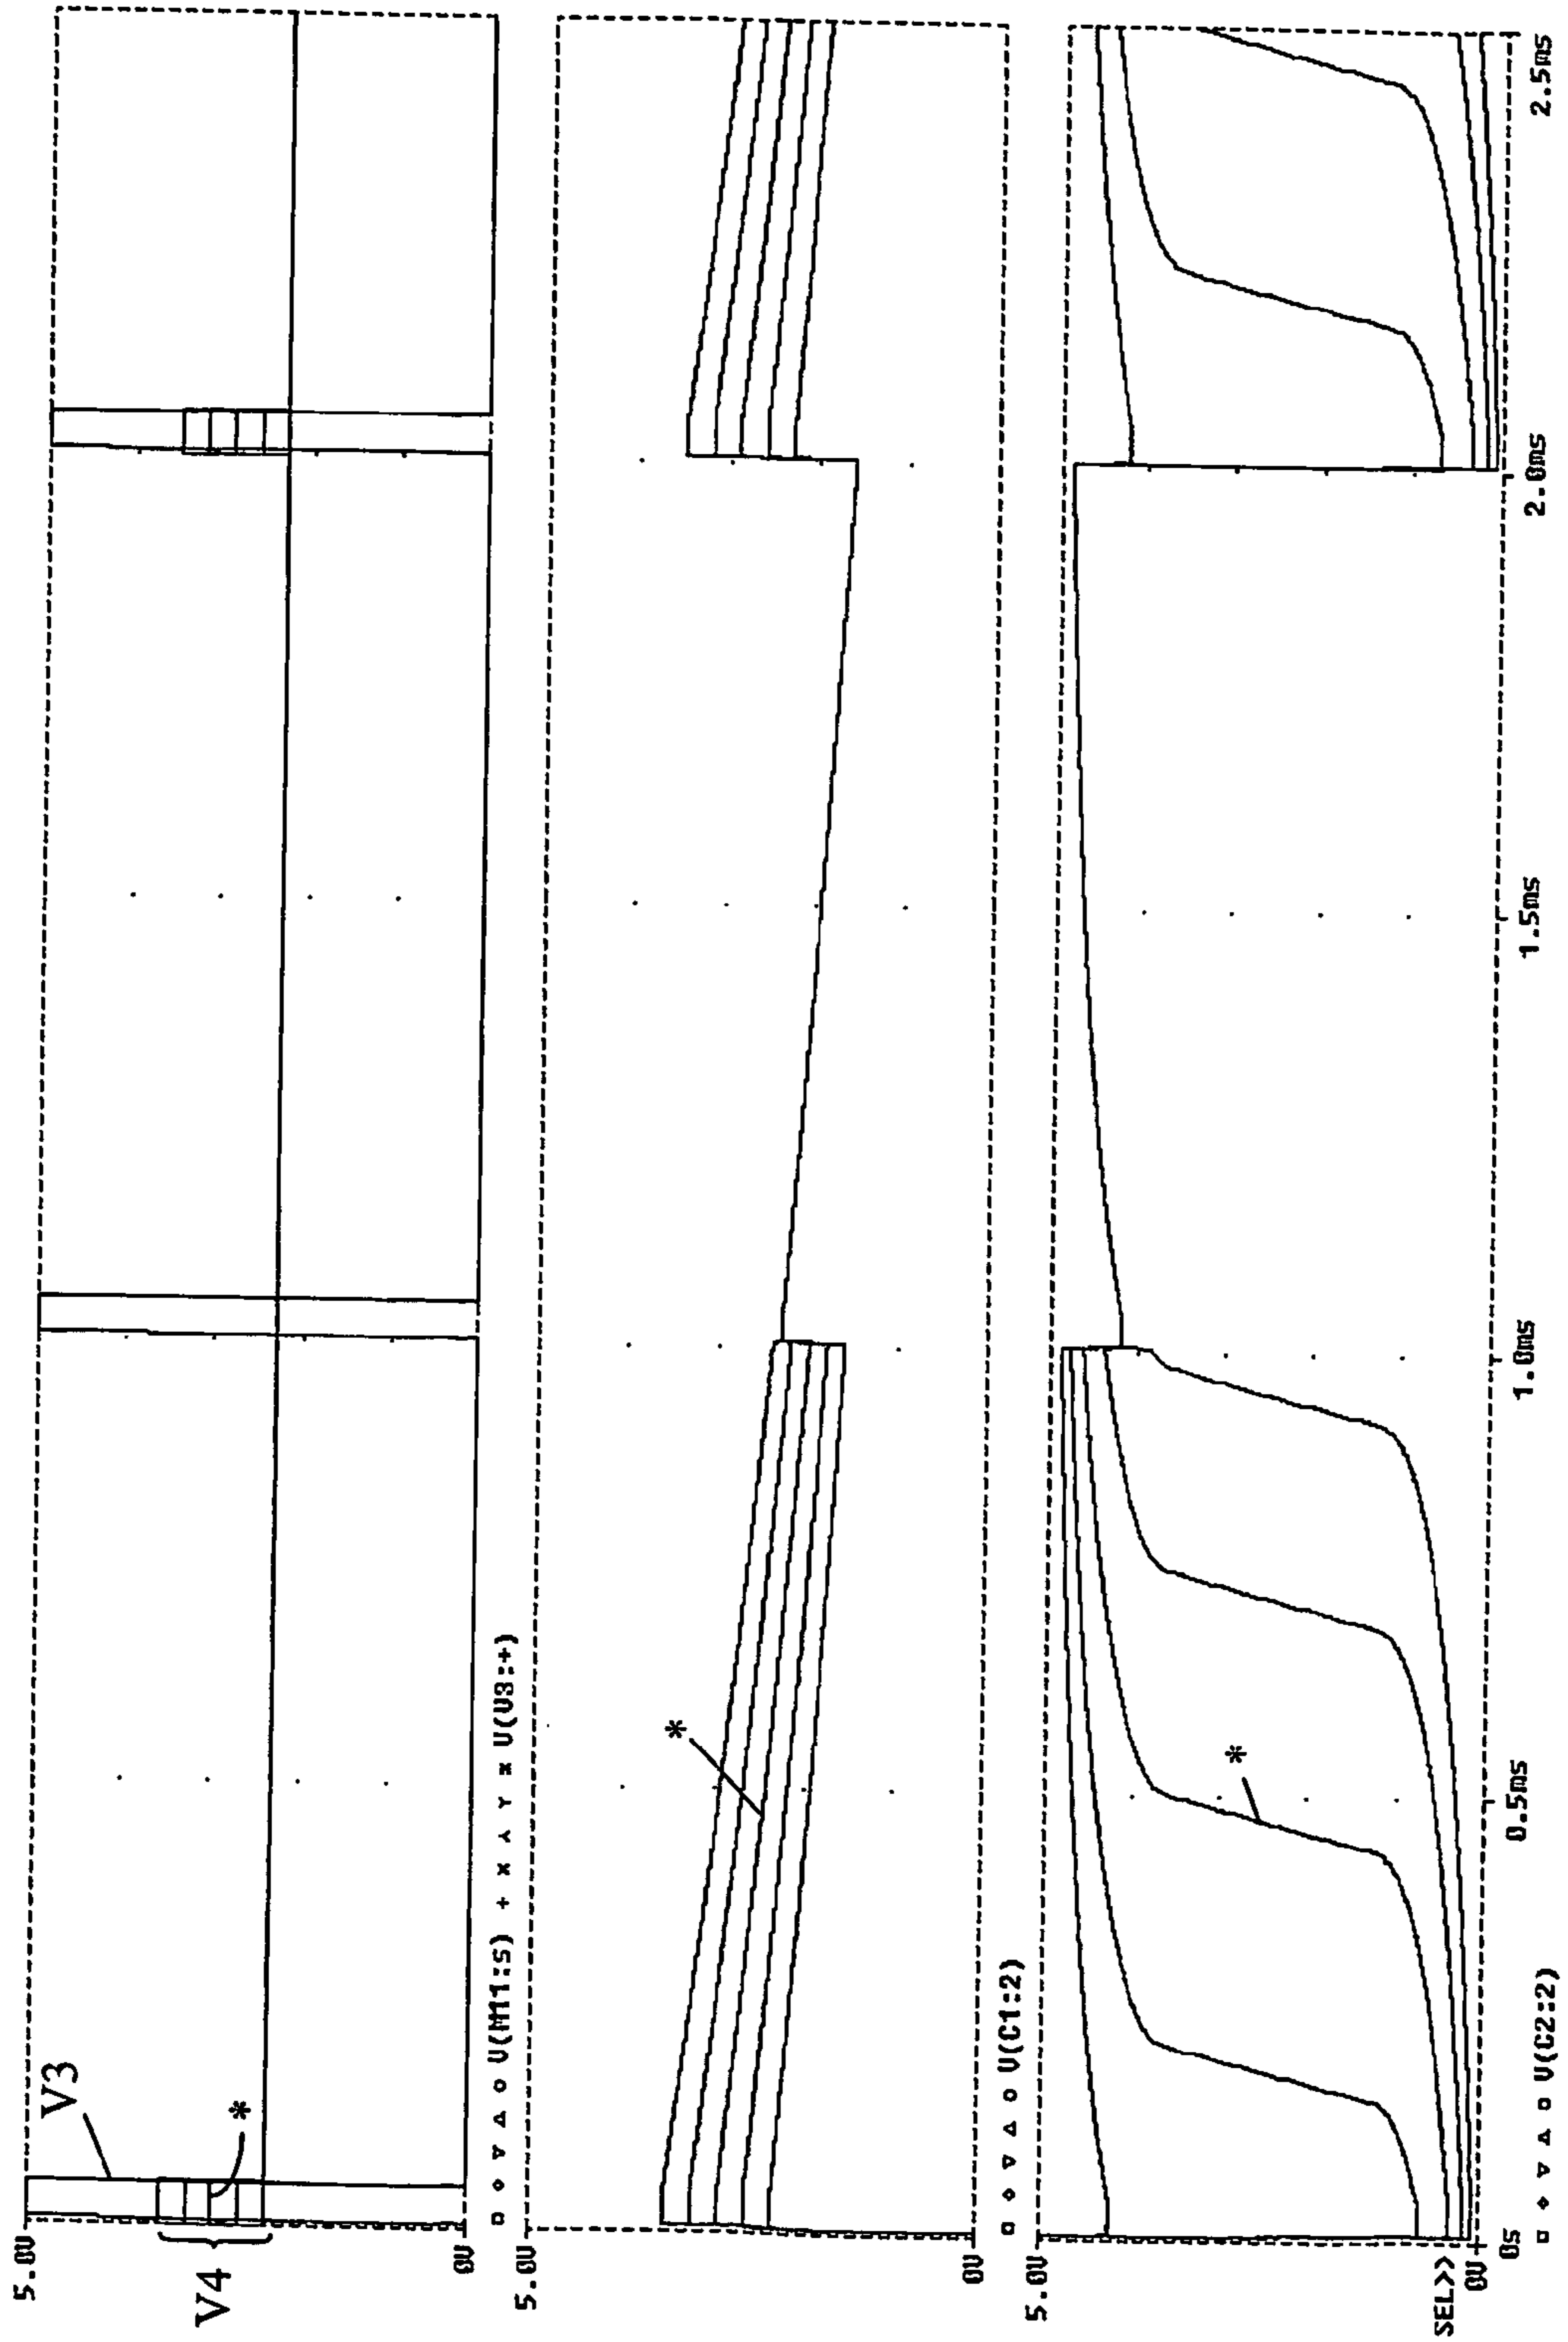 5.0V
V3
V4
*
0V
□ ◇ ▽ △ ○ V(M1:S) + × ⅄ Y ⨯ V(V3:+)
5.0V
*
0V
□ ◇ ▽ △ ○ V(C1:2)
5.0V
*
SEL>>
0V
0s
0.5ms
1.0ms
1.5ms
2.0ms
2.5ms
□ ◇ ▽ △ ○ V(C2:2)